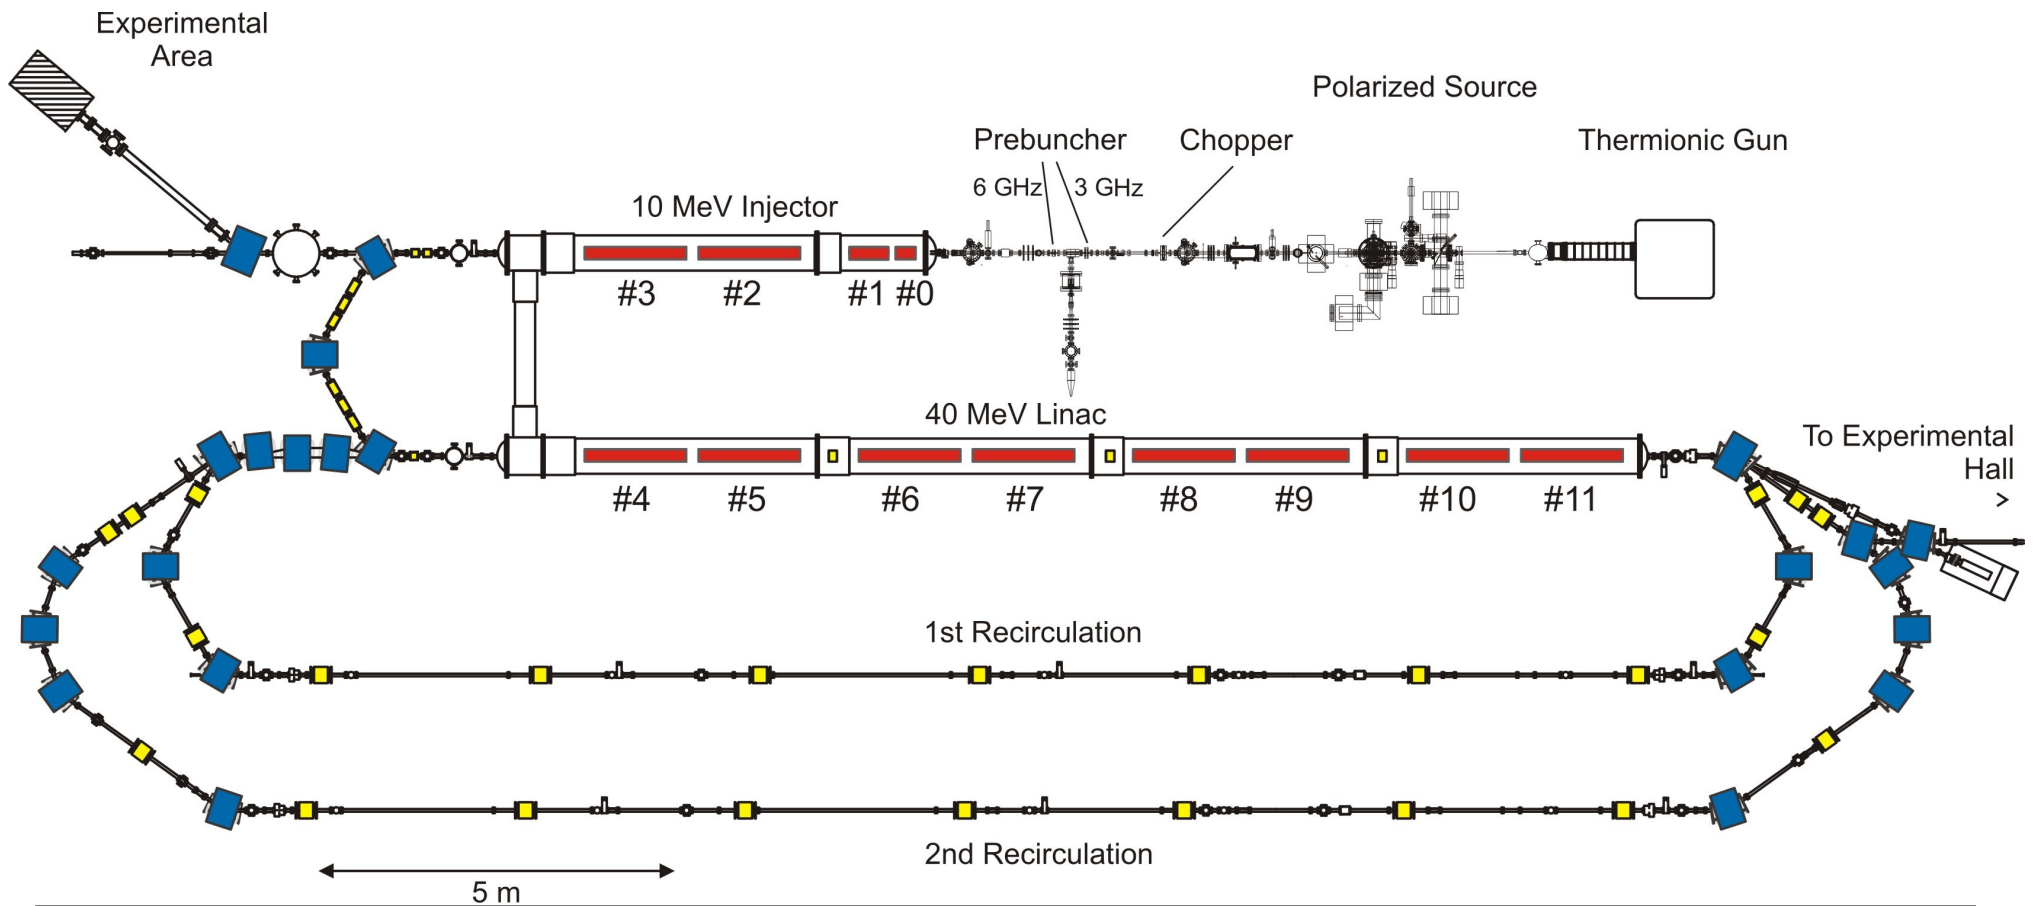 Experimental
Area
Polarized Source
Prebuncher
Chopper
Thermionic Gun
6 GHz
3 GHz
10 MeV Injector
#3
#2
#1
#0
40 MeV Linac
To Experimental
Hall
>
#4
#5
#6
#7
#8
#9
#10
#11
1st Recirculation
2nd Recirculation
5 m